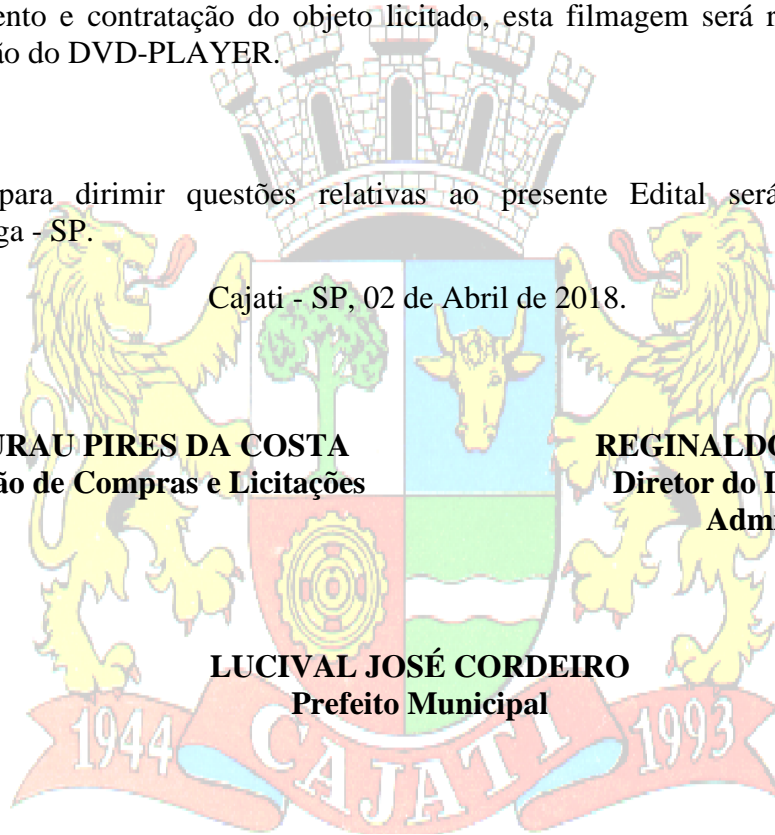 ento e contratação do objeto licitado, esta filmagem será r
ão do DVD-PLAYER.
para dirimir questões relativas ao presente Edital será
ga - SP.
Cajati - SP, 02 de Abril de 2018.
URAU PIRES DA COSTA
ão de Compras e Licitações
REGINALDO
Diretor do D
Admi
LUCIVAL JOSÉ CORDEIRO
Prefeito Municipal
1944 CAJATI 1993